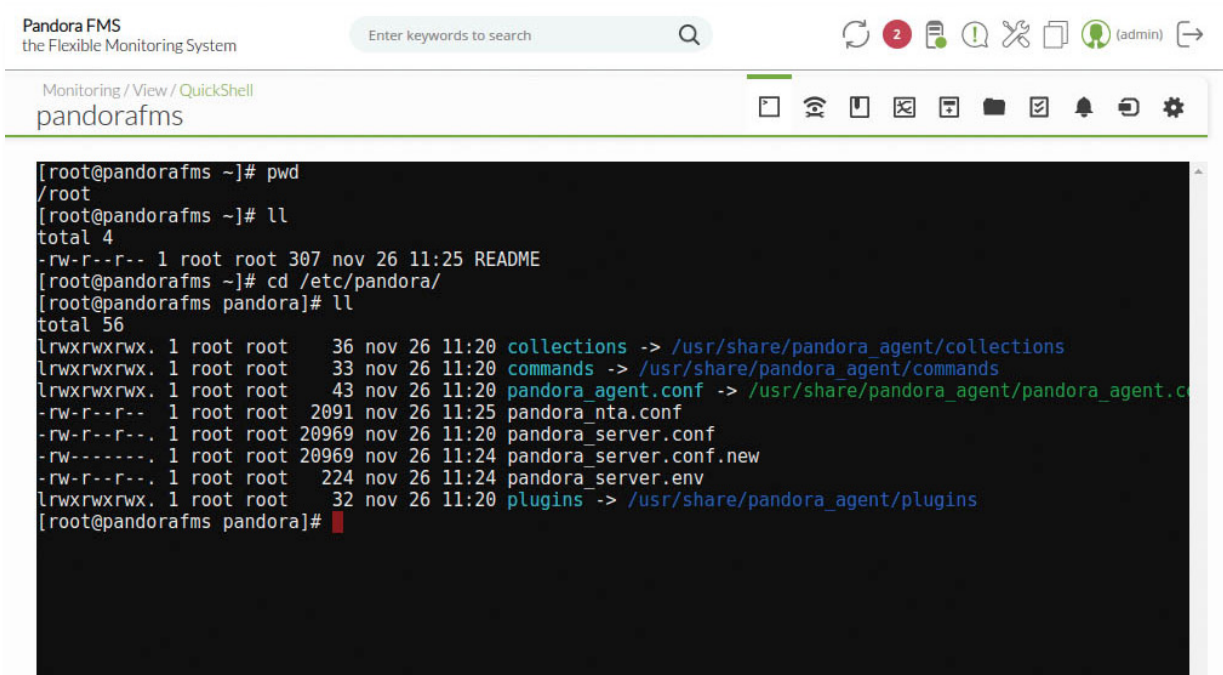 Pandora FMS
the Flexible Monitoring System
Enter keywords to search
2
(admin)
Monitoring / View / QuickShell
pandorafms
[root@pandorafms ~]# pwd
/root
[root@pandorafms ~]# ll
total 4
-rw-r--r-- 1 root root 307 nov 26 11:25 README
[root@pandorafms ~]# cd /etc/pandora/
[root@pandorafms pandora]# ll
total 56
lrwxrwxrwx. 1 root root    36 nov 26 11:20 collections -> /usr/share/pandora_agent/collections
lrwxrwxrwx. 1 root root    33 nov 26 11:20 commands -> /usr/share/pandora_agent/commands
lrwxrwxrwx. 1 root root    43 nov 26 11:20 pandora_agent.conf -> /usr/share/pandora_agent/pandora_agent.c
-rw-r--r--  1 root root  2091 nov 26 11:25 pandora_nta.conf
-rw-r--r--. 1 root root 20969 nov 26 11:20 pandora_server.conf
-rw-------. 1 root root 20969 nov 26 11:24 pandora_server.conf.new
-rw-r--r--. 1 root root   224 nov 26 11:24 pandora_server.env
lrwxrwxrwx. 1 root root    32 nov 26 11:20 plugins -> /usr/share/pandora_agent/plugins
[root@pandorafms pandora]#